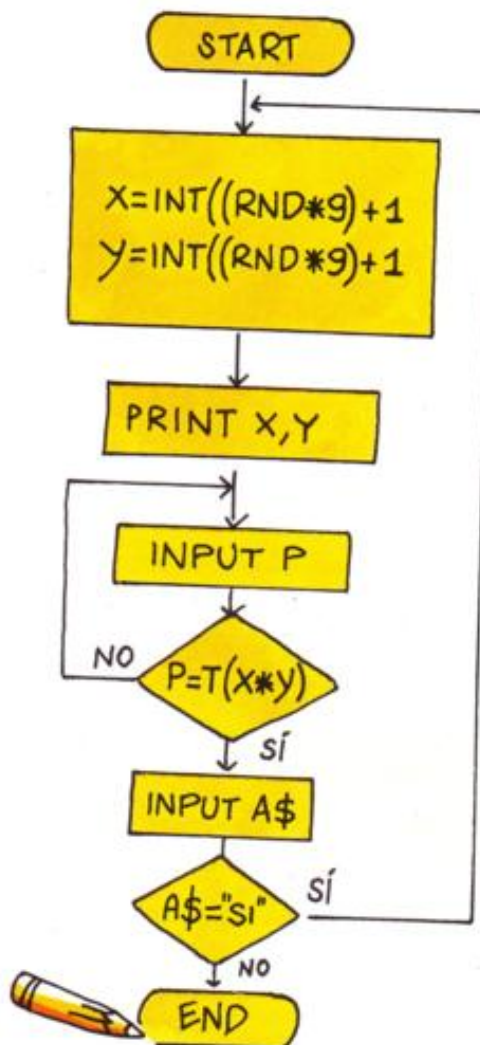 START
X=INT((RND*9)+1
Y=INT((RND*9)+1
PRINT X,Y
INPUT P
NO
P=T(X*Y)
SÍ
INPUT A$
A$="SI"
SÍ
NO
END